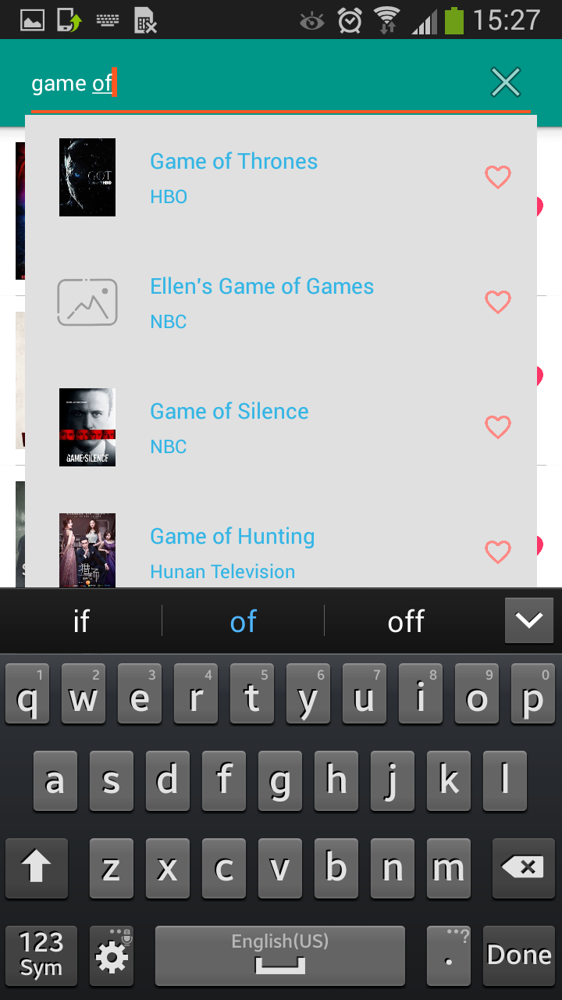 15:27
game of
GOT
HBO
Game of Thrones
HBO
Ellen's Game of Games
NBC
GAME of SILENCE
Game of Silence
NBC
Game of Hunting
Hunan Television
if of off
1 2 3 4 5 6 7 8 9 0
q w e r t y u i o p
a s d f g h j k l
z x c v b n m
123
Sym
English(US)
?
.
Done